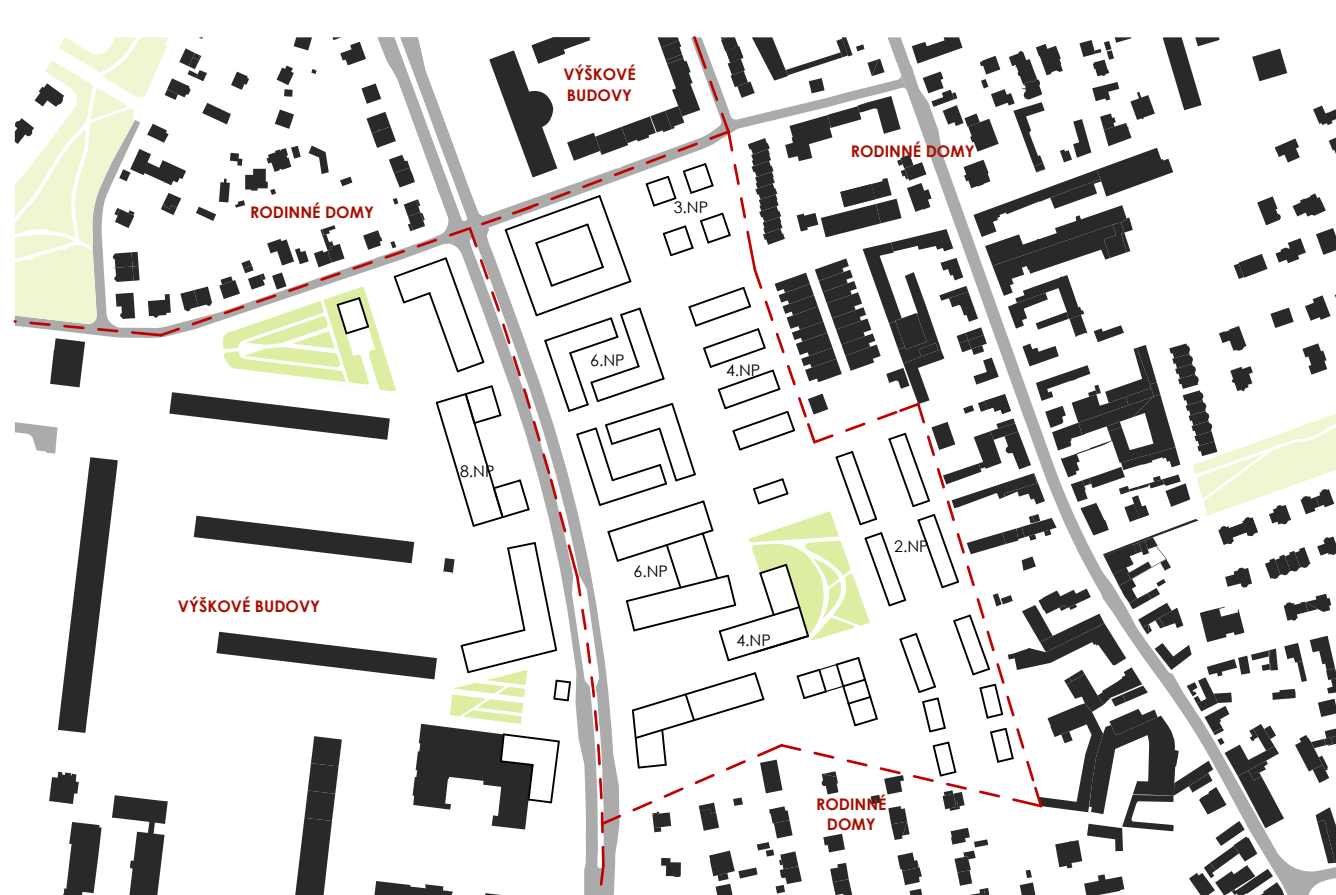 VÝŠKOVÉ
BUDOVY
RODINNÉ DOMY
RODINNÉ DOMY
3.NP
6.NP
4.NP
8.NP
2.NP
6.NP
VÝŠKOVÉ BUDOVY
4.NP
RODINNÉ
DOMY